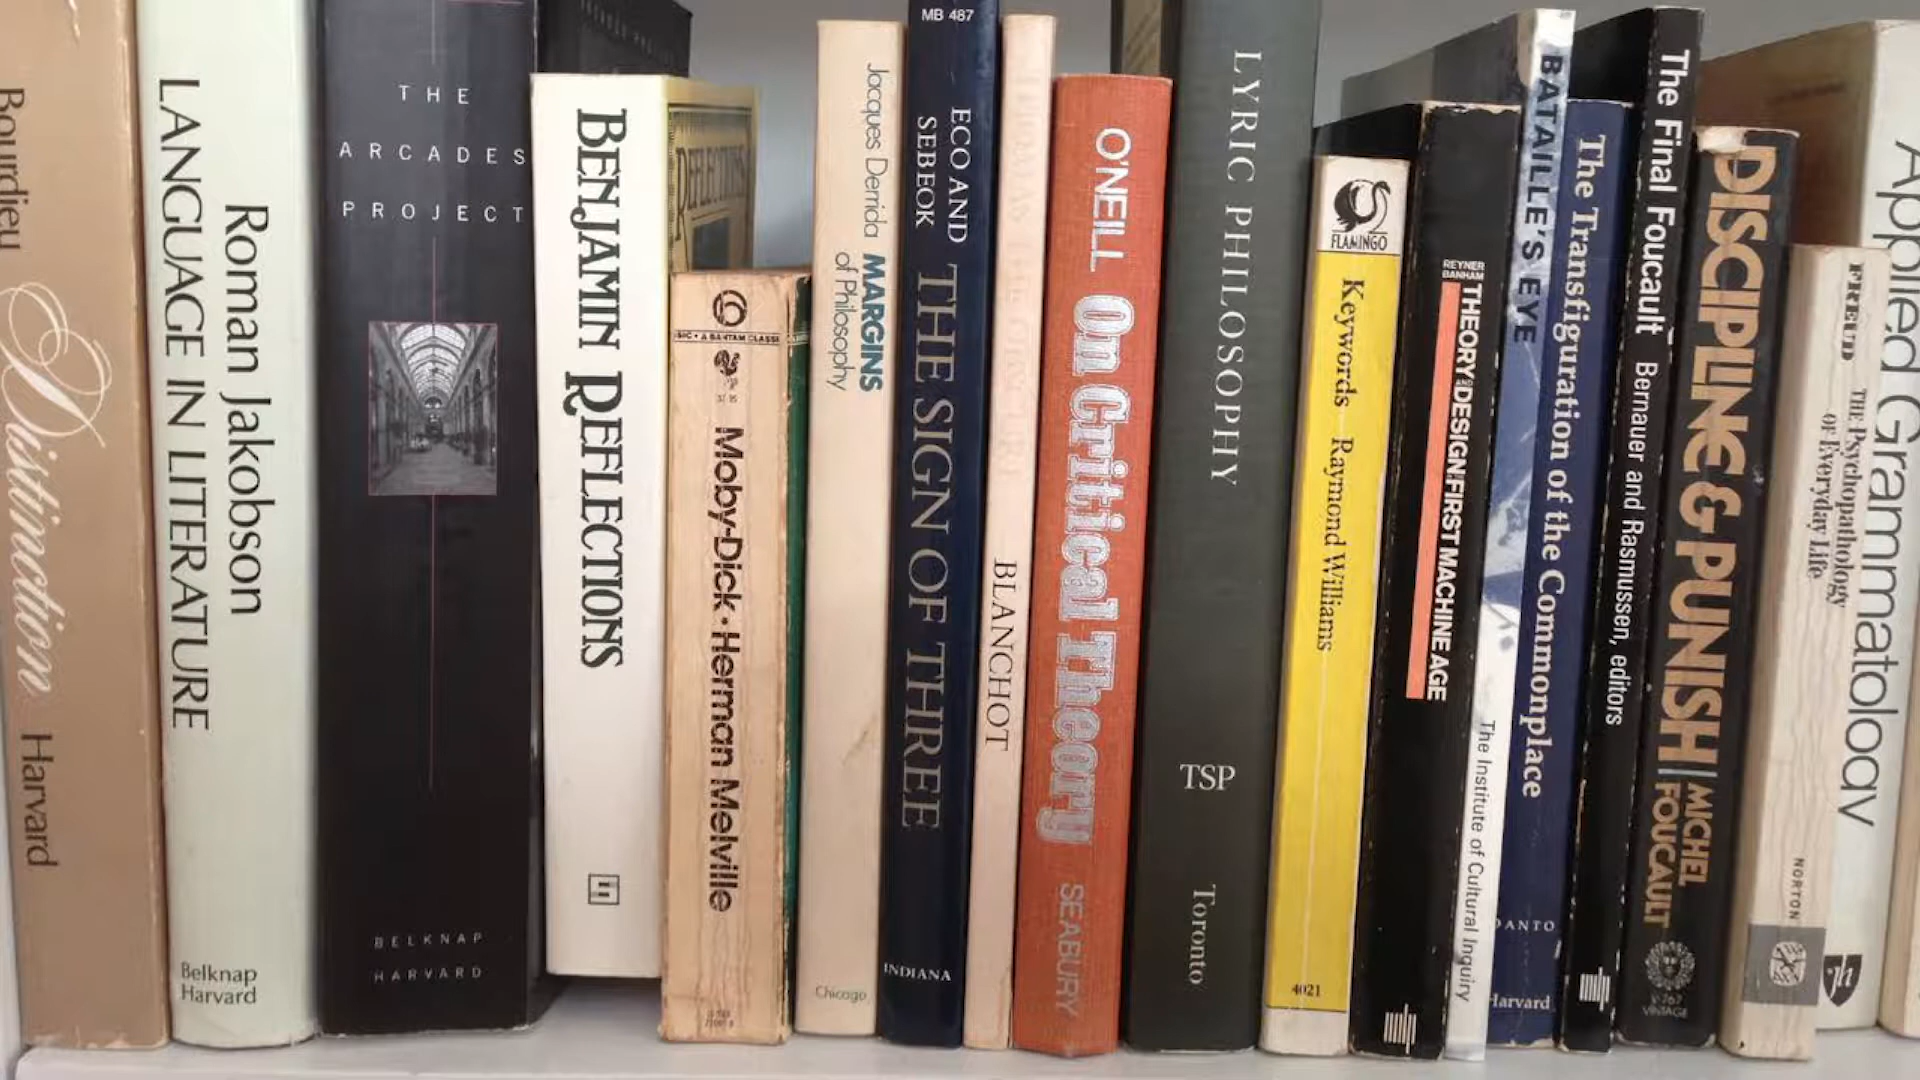 Bourdieu
Distinction
Harvard
Roman Jakobson
LANGUAGE IN LITERATURE
Belknap
Harvard
THE
ARCADES
PROJECT
BELKNAP
HARVARD
BENJAMIN REFLECTIONS
REFLECTIONS
Moby-Dick • Herman Melville
Jacques Derrida MARGINS
of Philosophy
Chicago
MB 487
ECO AND
SEBEOK
THE SIGN OF THREE
INDIANA
BLANCHOT
O'NEILL On Critical Theory SEABURY
LYRIC PHILOSOPHY
TSP
Toronto
FLAMINGO
Keywords Raymond Williams
4021
REYNER
BANHAM
THEORY AND DESIGN: FIRST MACHINE AGE
BATAILLE'S EYE
The Institute of Cultural Inquiry
The Transfiguration of the Commonplace
DANTO
Harvard
The Final Foucault Bernauer and Rasmussen, editors
DISCIPLINE & PUNISH | MICHEL
FOUCAULT
V-767
VINTAGE
FREUD
THE Psychopathology
OF Everyday Life
NORTON
Applied Grammatology
jh